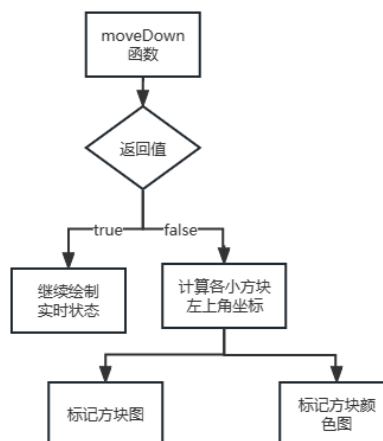 moveDown
函数
返回值
true
false
继续绘制
实时状态
计算各小方块
左上角坐标
标记方块图
标记方块颜
色图